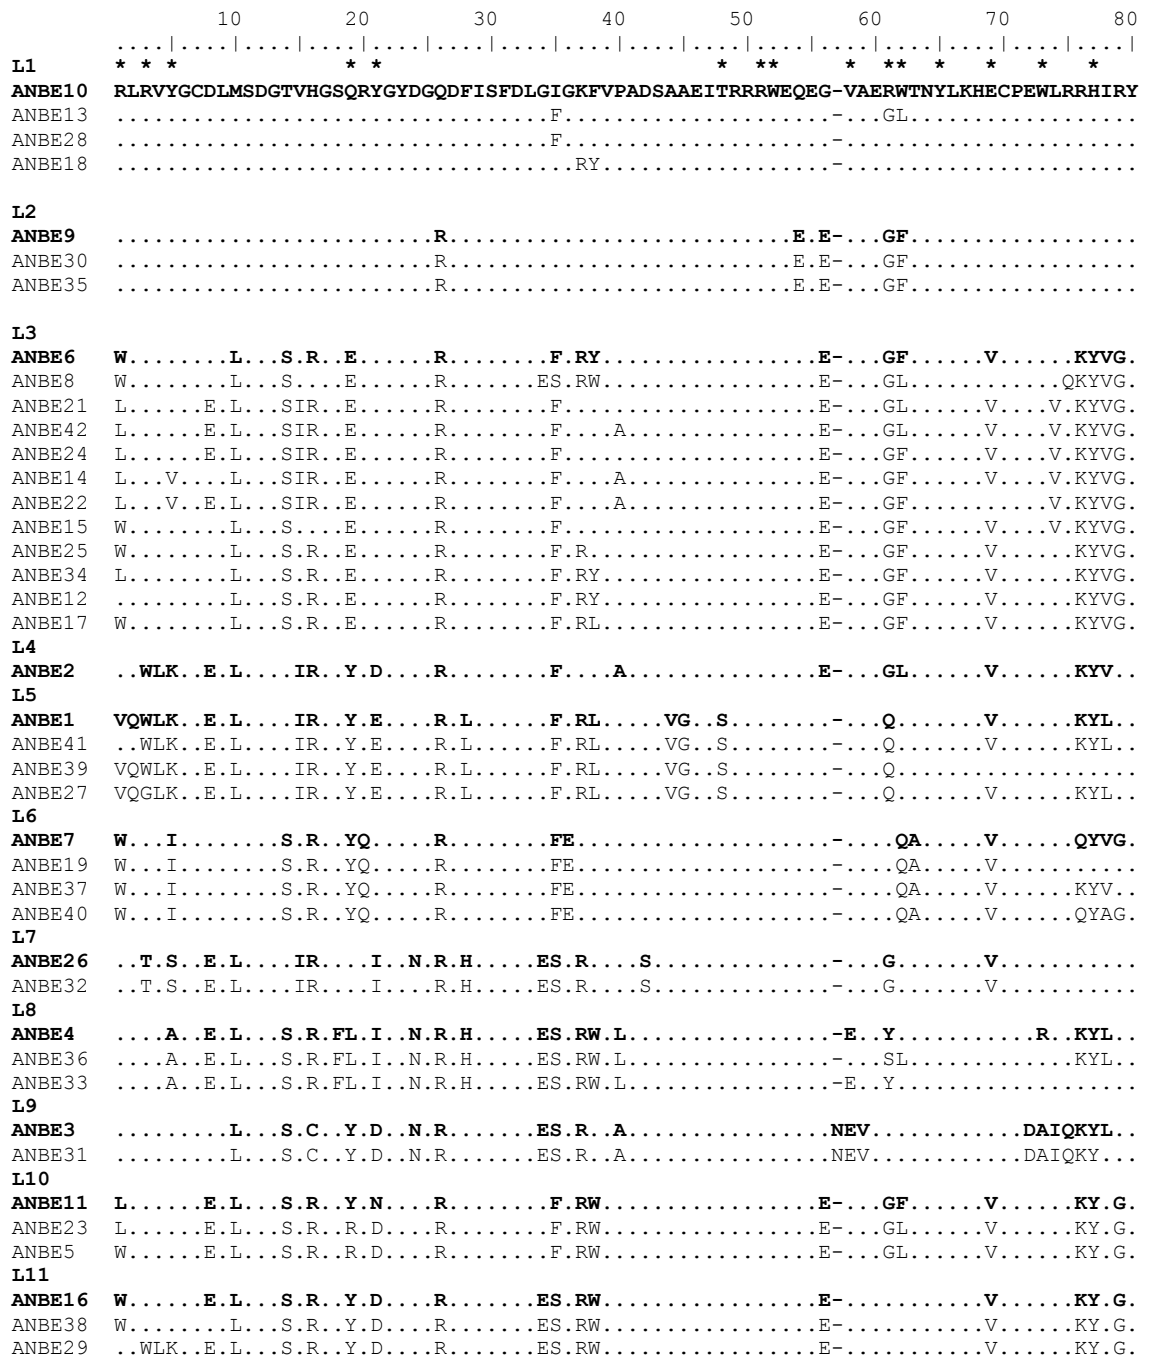 10        20        30        40        50        60        70        80
....|....|....|....|....|....|....|....|....|....|....|....|....|....|....|....|
L1 * * *             * *                          *  **     *  **  *   *   *   *
ANBE10 RLRVYGCDLMSDGTVHGSQRYGYDGQDFISFDLGIGKFVPADSAAEITRRRWEQEG-VAERWTNYLKHECPEWLRRHIRY
ANBE13 ..................................F.....................-...GL..................
ANBE28 ..................................F.....................-.......................
ANBE18 ....................................RY..................-.......................
L2
ANBE9 .........................R...........................E.E-...GF..................
ANBE30 .........................R...........................E.E-...GF..................
ANBE35 .........................R...........................E.E-...GF..................
L3
ANBE6 W........L...S.R..E......R........F.RY.................E-...GF......V......KYVG.
ANBE8 W........L...S....E......R.......ES.RW.................E-...GL............QKYVG.
ANBE21 L......E.L...SIR..E......R........F....................E-...GL......V....V.KYVG.
ANBE42 L......E.L...SIR..E......R........F....A...............E-...GL......V....V.KYVG.
ANBE24 L......E.L...SIR..E......R........F....................E-...GF......V....V.KYVG.
ANBE14 L...V....L...SIR..E......R........F....A...............E-...GF......V....V.KYVG.
ANBE22 L...V..E.L...SIR..E......R........F....A...............E-...GF......V....V.KYVG.
ANBE15 W........L...S....E......R........F....................E-...GF......V....V.KYVG.
ANBE25 W........L...S.R..E......R........F.R..................E-...GF......V......KYVG.
ANBE34 L........L...S.R..E......R........F.RY.................E-...GF......V......KYVG.
ANBE12 .........L...S.R..E......R........F.RY.................E-...GF......V......KYVG.
ANBE17 W........L...S.R..E......R........F.RL.................E-...GF......V......KYVG.
L4
ANBE2 ..WLK..E.L....IR..Y.D....R........F....A...............E-...GL......V......KYV..
L5
ANBE1 VQWLK..E.L....IR..Y.E....R.L......F.RL.....VG..S........-...Q.......V......KYL..
ANBE41 ..WLK..E.L....IR..Y.E....R.L......F.RL.....VG..S........-...Q.......V......KYL..
ANBE39 VQWLK..E.L....IR..Y.E....R.L......F.RL.....VG..S........-...Q...................
ANBE27 VQGLK..E.L....IR..Y.E....R.L......F.RL.....VG..S........-...Q.......V......KYL..
L6
ANBE7 W...I........S.R..YQ.....R........FE....................-....QA.....V......QYVG.
ANBE19 W...I........S.R..YQ.....R........FE....................-....QA.....V...........
ANBE37 W...I........S.R..YQ.....R........FE....................-....QA.....V......KYV..
ANBE40 W...I........S.R..YQ.....R........FE....................-....QA.....V......QYAG.
L7
ANBE26 ..T.S..E.L....IR....I..N.R.H.....ES.R....S..............-...G.......V...........
ANBE32 ..T.S..E.L....IR....I....R.H.....ES.R....S..............-...G.......V...........
L8
ANBE4 ....A..E.L...S.R.FL.I..N.R.H.....ES.RW.L................-E..Y...........R..KYL..
ANBE36 ....A..E.L...S.R.FL.I..N.R.H.....ES.RW.L................-...SL.............KYL..
ANBE33 ....A..E.L...S.R.FL.I..N.R.H.....ES.RW.L................-E..Y...................
L9
ANBE3 .........L...S.C..Y.D..N.R.......ES.R..A................NEV............DAIQKYL..
ANBE31 .........L...S.C..Y.D..N.R.......ES.R..A................NEV............DAIQKY...
L10
ANBE11 L......E.L...S.R..Y.N....R........F.RW.................E-...GF......V......KY.G.
ANBE23 L......E.L...S.R..R.D....R........F.RW.................E-...GL......V......KY.G.
ANBE5 W......E.L...S.R..R.D....R........F.RW.................E-...GL......V......KY.G.
L11
ANBE16 W......E.L...S.R..Y.D....R.......ES.RW.................E-...........V......KY.G.
ANBE38 W........L...S.R..Y.D....R.......ES.RW.................E-...........V......KY.G.
ANBE29 ..WLK..E.L...S.R..Y.D....R.......ES.RW.................E-...........V......KY.G.